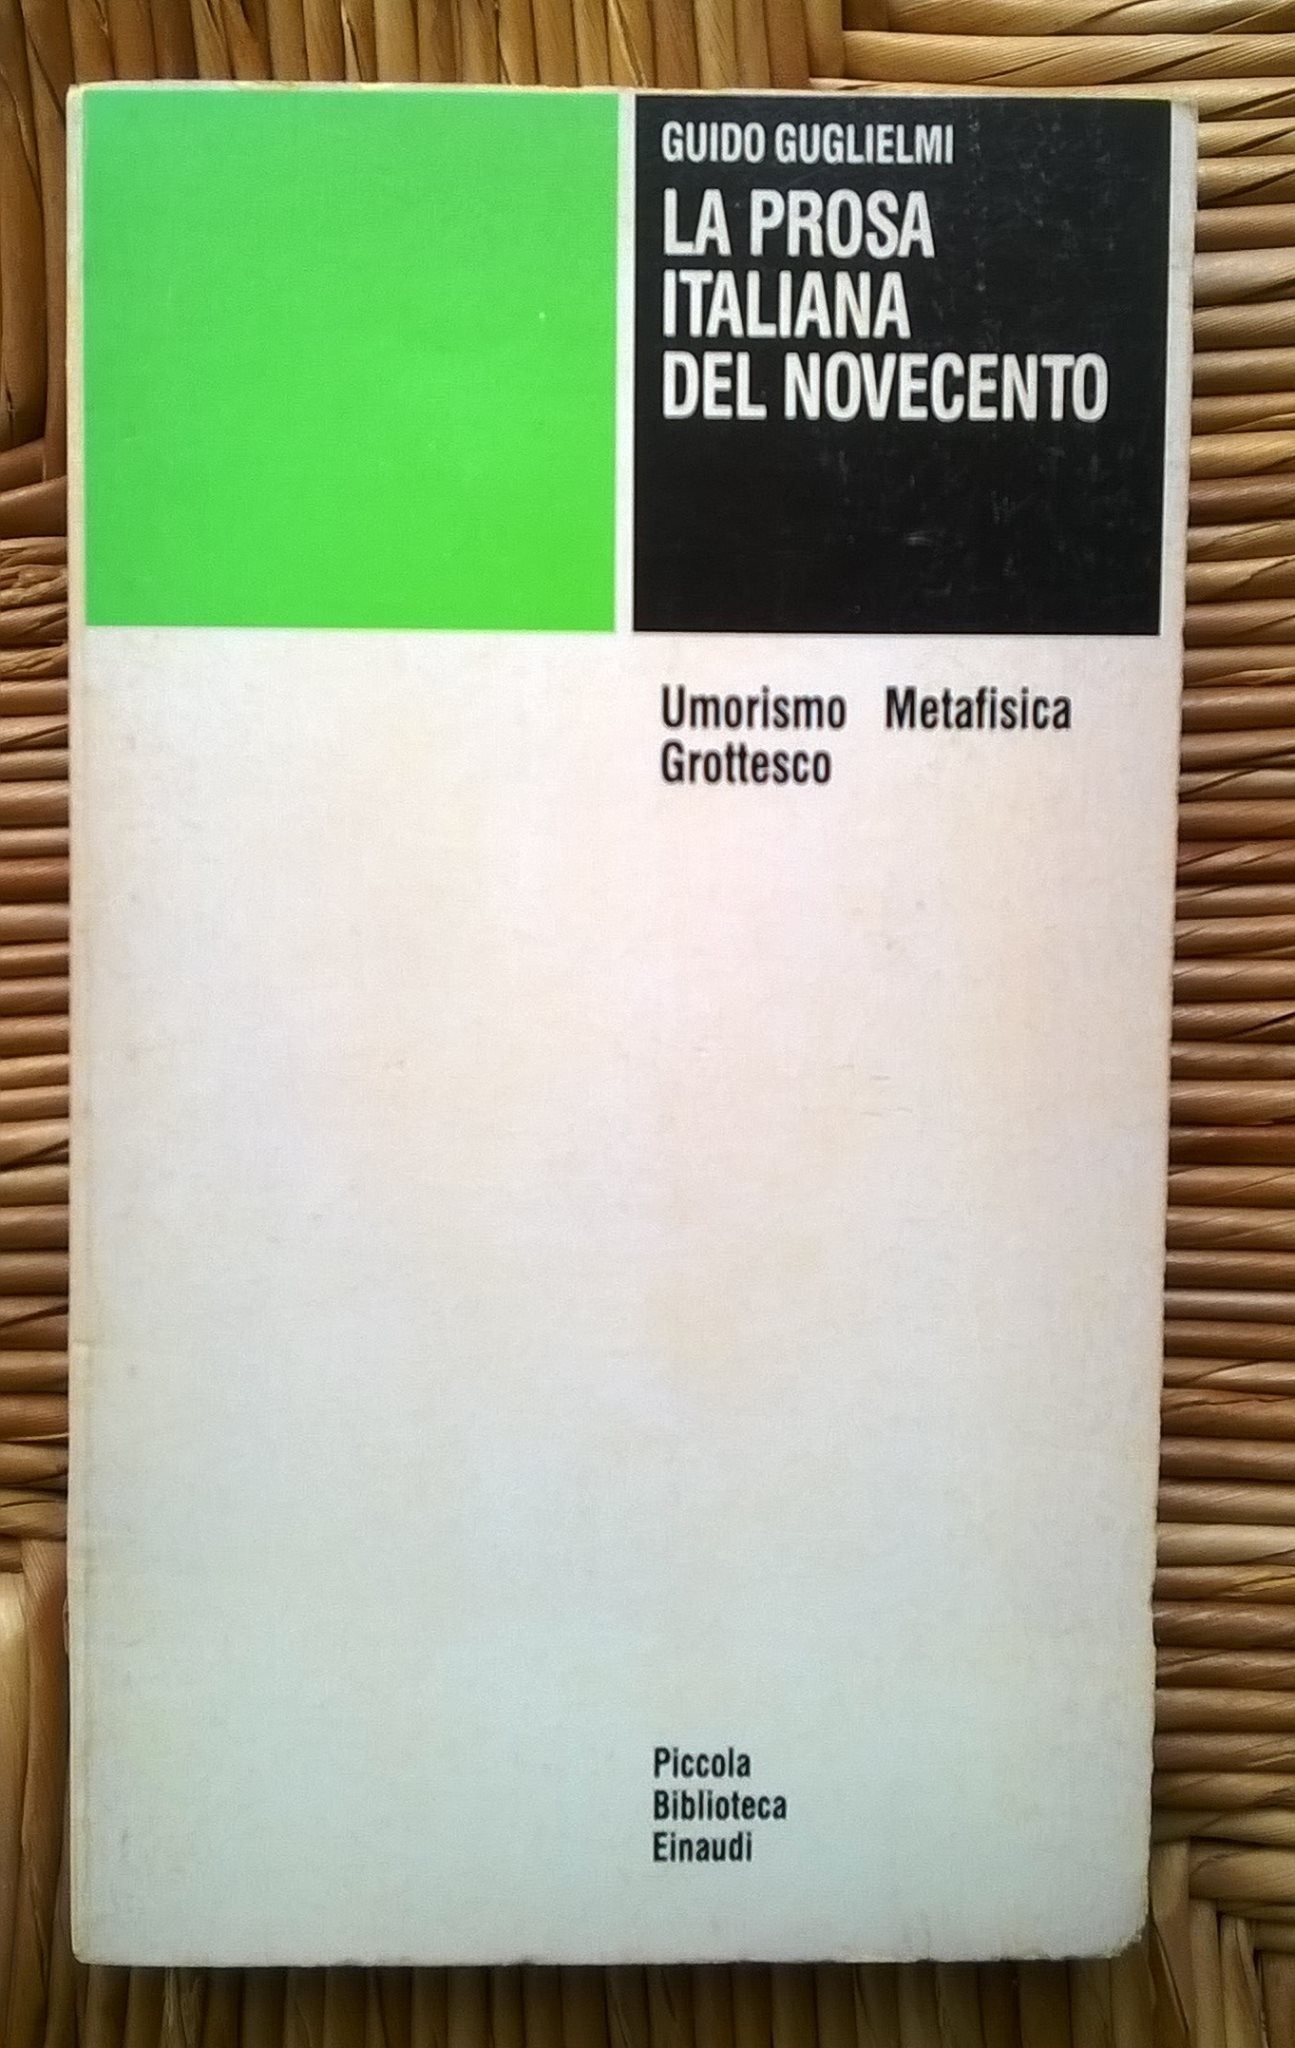 GUIDO GUGLIELMI
LA PROSA
ITALIANA
DEL NOVECENTO
Umorismo Metafisica
Grottesco
Piccola
Biblioteca
Einaudi